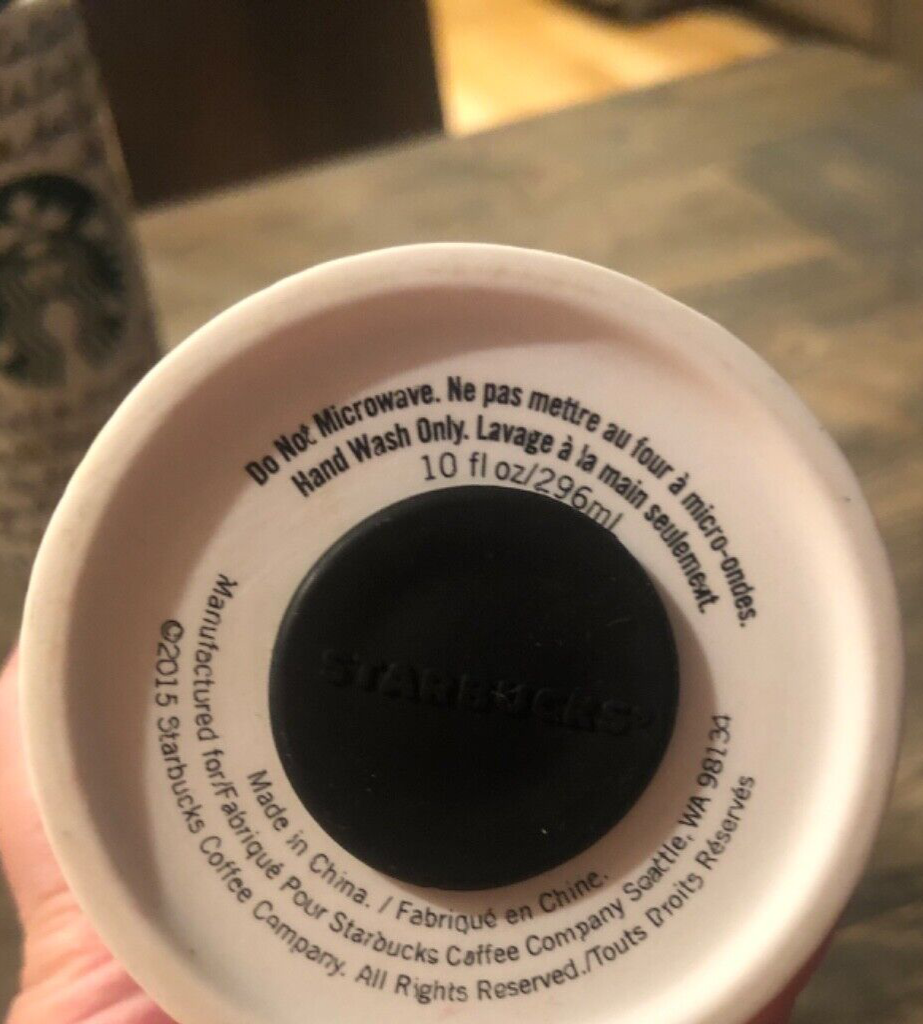 Do Not Microwave. Ne pas mettre au four à micro-ondes.
Hand Wash Only. Lavage à la main seulement.
10 fl oz/296ml
STARBUCKS
Made in China. / Fabriqué en Chine.
Manufactured for/Fabriqué Pour Starbucks Coffee Company Seattle, WA 98134
©2015 Starbucks Coffee Company. All Rights Reserved./Touts Droits Réservés